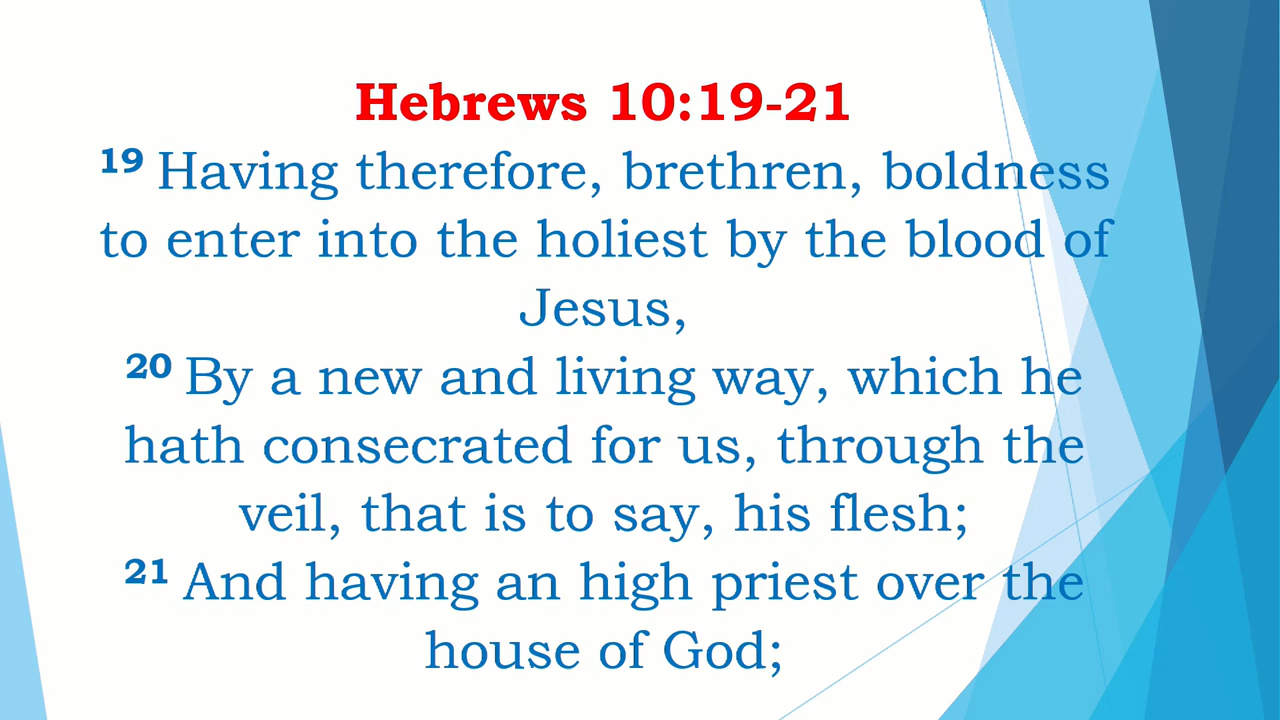 Hebrews 10:19-21
19 Having therefore, brethren, boldness
to enter into the holiest by the blood of
Jesus,
20 By a new and living way, which he
hath consecrated for us, through the
veil, that is to say, his flesh;
21 And having an high priest over the
house of God;